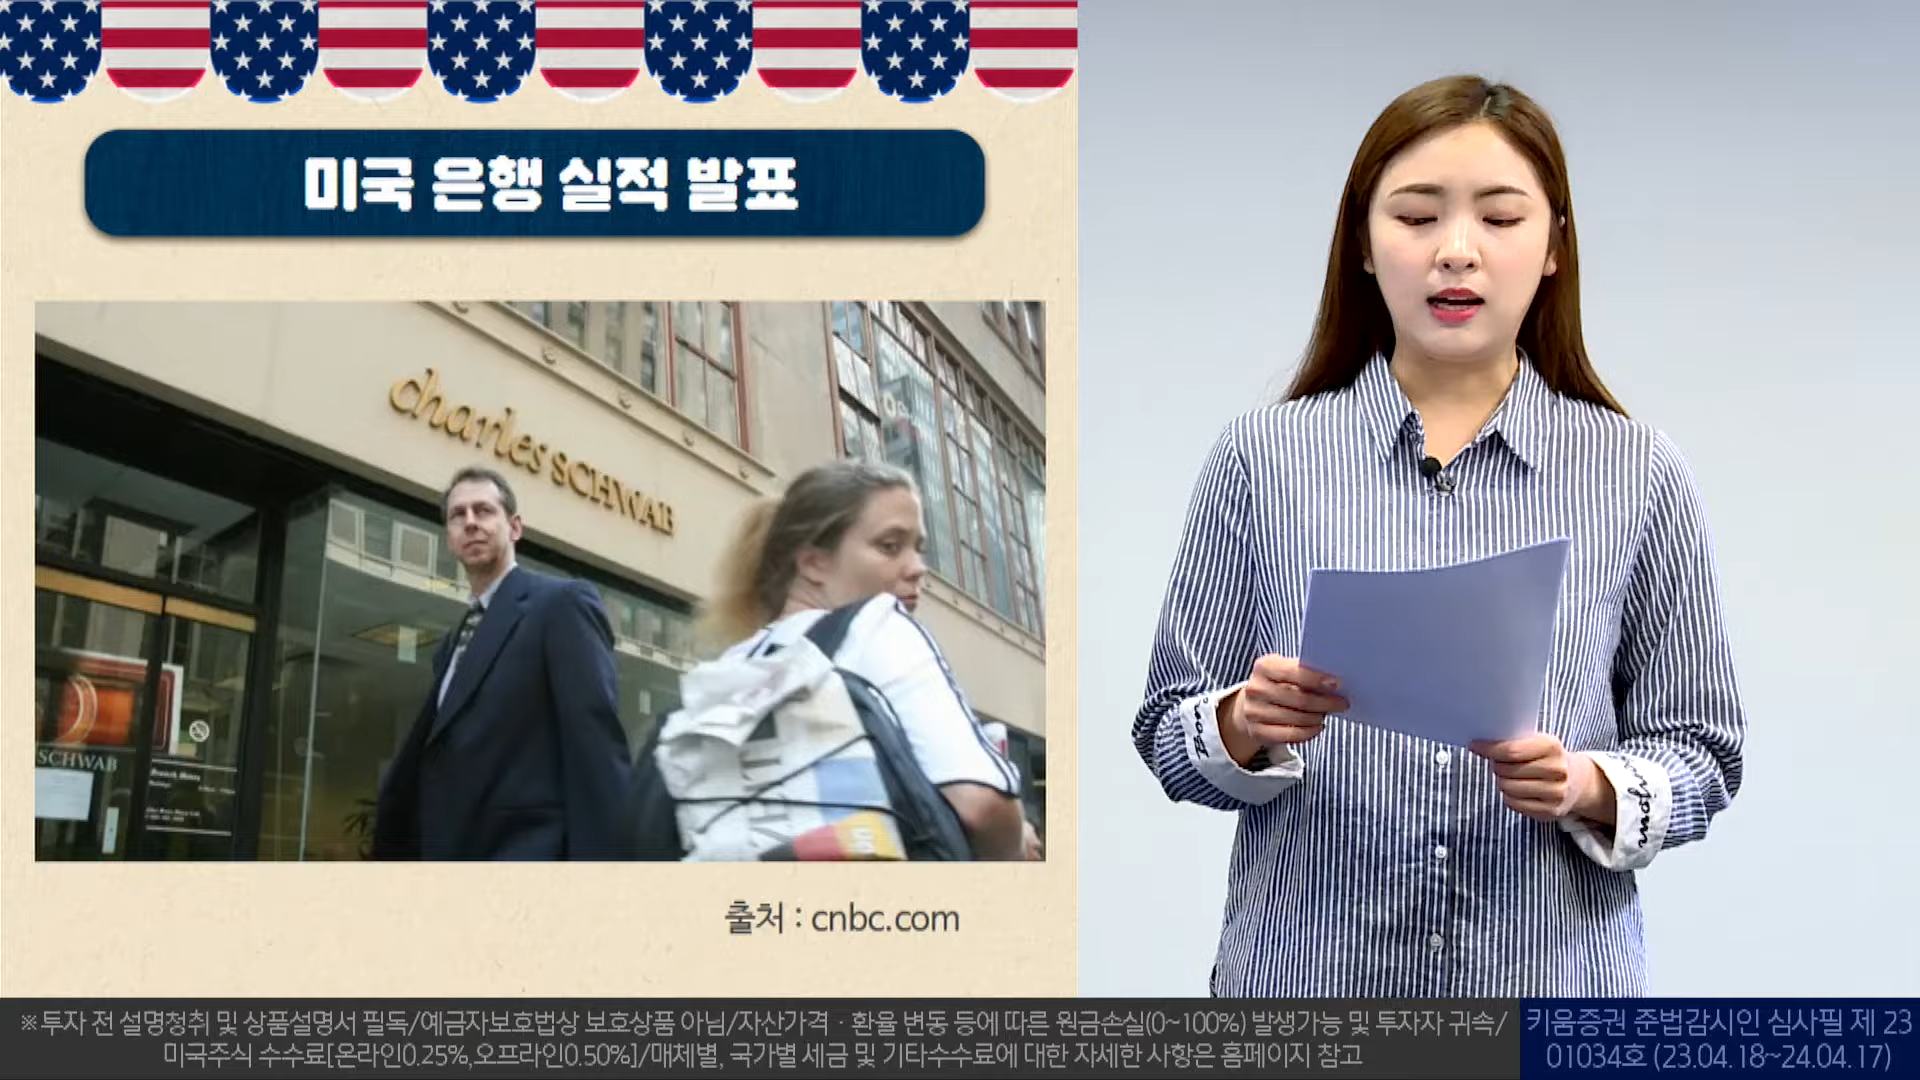 미국 은행 실적 발표
charles SCHWAB
SCHWAB
출처 : cnbc.com
※투자 전 설명청취 및 상품설명서 필독/예금자보호법상 보호상품 아님/자산가격ㆍ환율 변동 등에 따른 원금손실(0~100%) 발생가능 및 투자자 귀속/
미국주식 수수료[온라인0.25%,오프라인0.50%]/매체별, 국가별 세금 및 기타수수료에 대한 자세한 사항은 홈페이지 참고
키움증권 준법감시인 심사필 제 23
01034호 (23.04.18~24.04.17)